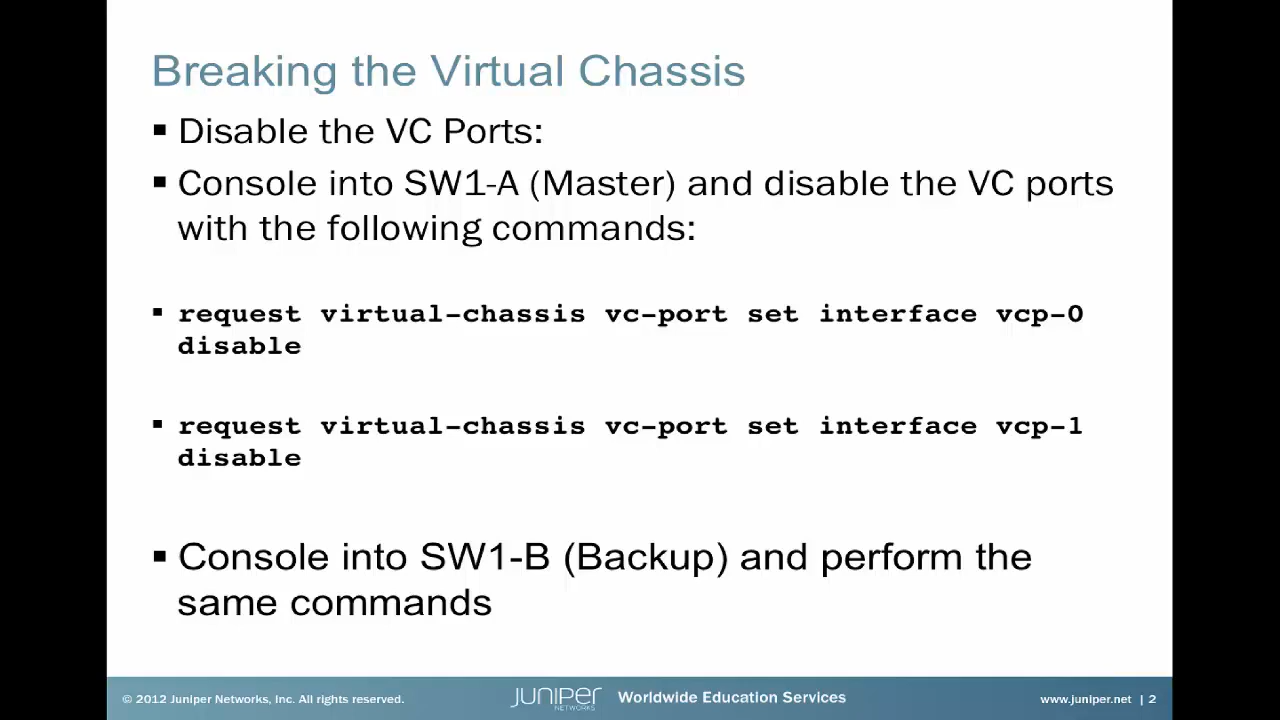 Breaking the Virtual Chassis
▪ Disable the VC Ports:
▪ Console into SW1-A (Master) and disable the VC ports
with the following commands:
▪ request virtual-chassis vc-port set interface vcp-0
disable
▪ request virtual-chassis vc-port set interface vcp-1
disable
▪ Console into SW1-B (Backup) and perform the
same commands
© 2012 Juniper Networks, Inc. All rights reserved.
JUNIPER
NETWORKS
Worldwide Education Services
www.juniper.net | 2